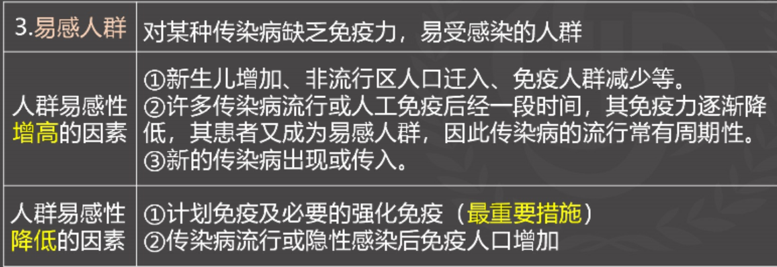 3.易感人群
对某种传染病缺乏免疫力，易受感染的人群
人群易感性
增高的因素
①新生儿增加、非流行区人口迁入、免疫人群减少等。
②许多传染病流行或人工免疫后经一段时间，其免疫力逐渐降
低，其患者又成为易感人群，因此传染病的流行常有周期性。
③新的传染病出现或传入。
人群易感性
降低的因素
①计划免疫及必要的强化免疫（最重要措施）
②传染病流行或隐性感染后免疫人口增加